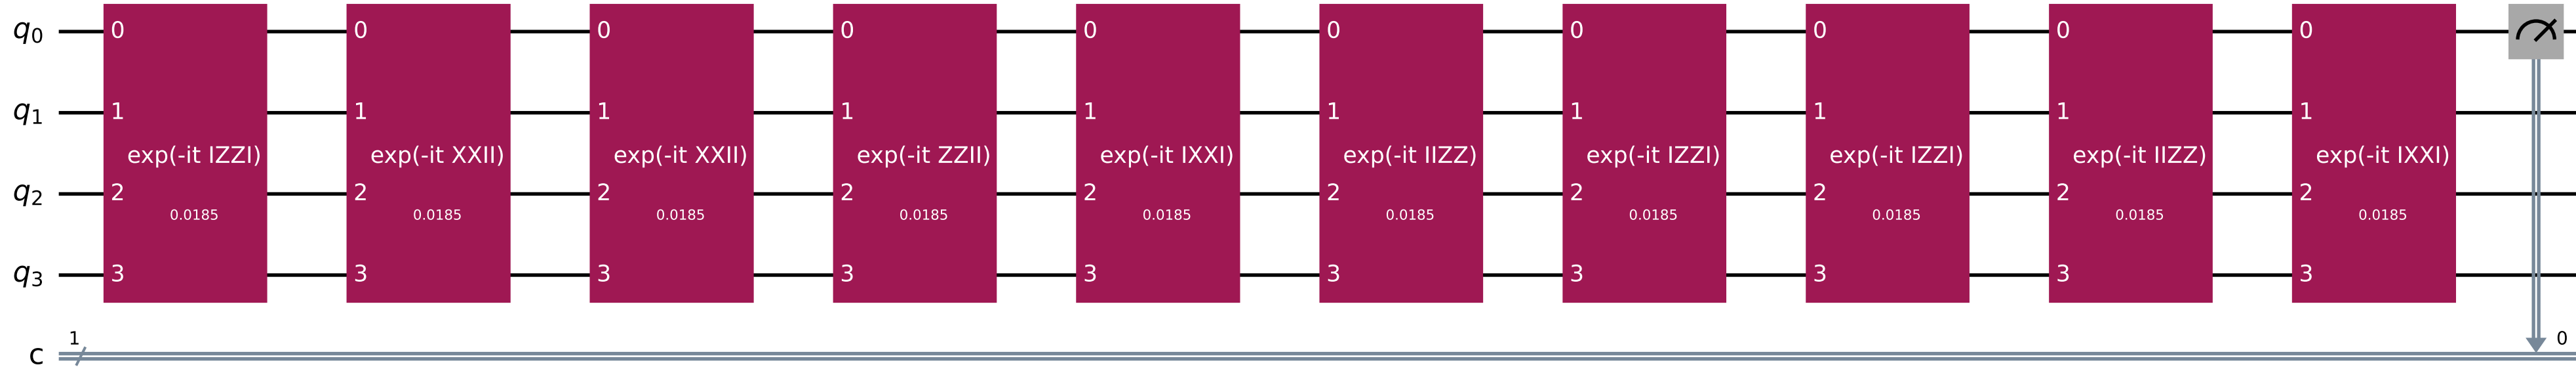 q0 0 0 0 0 0 0 0 0 0 0
q1 1 1 1 1 1 1 1 1 1 1
exp(-it IZZI) exp(-it XXII) exp(-it XXII) exp(-it ZZII) exp(-it IXXI) exp(-it IIZZ) exp(-it IZZI) exp(-it IZZI) exp(-it IIZZ) exp(-it IXXI)
q2 2 2 2 2 2 2 2 2 2 2
0.0185 0.0185 0.0185 0.0185 0.0185 0.0185 0.0185 0.0185 0.0185 0.0185
q3 3 3 3 3 3 3 3 3 3 3
1 0
c